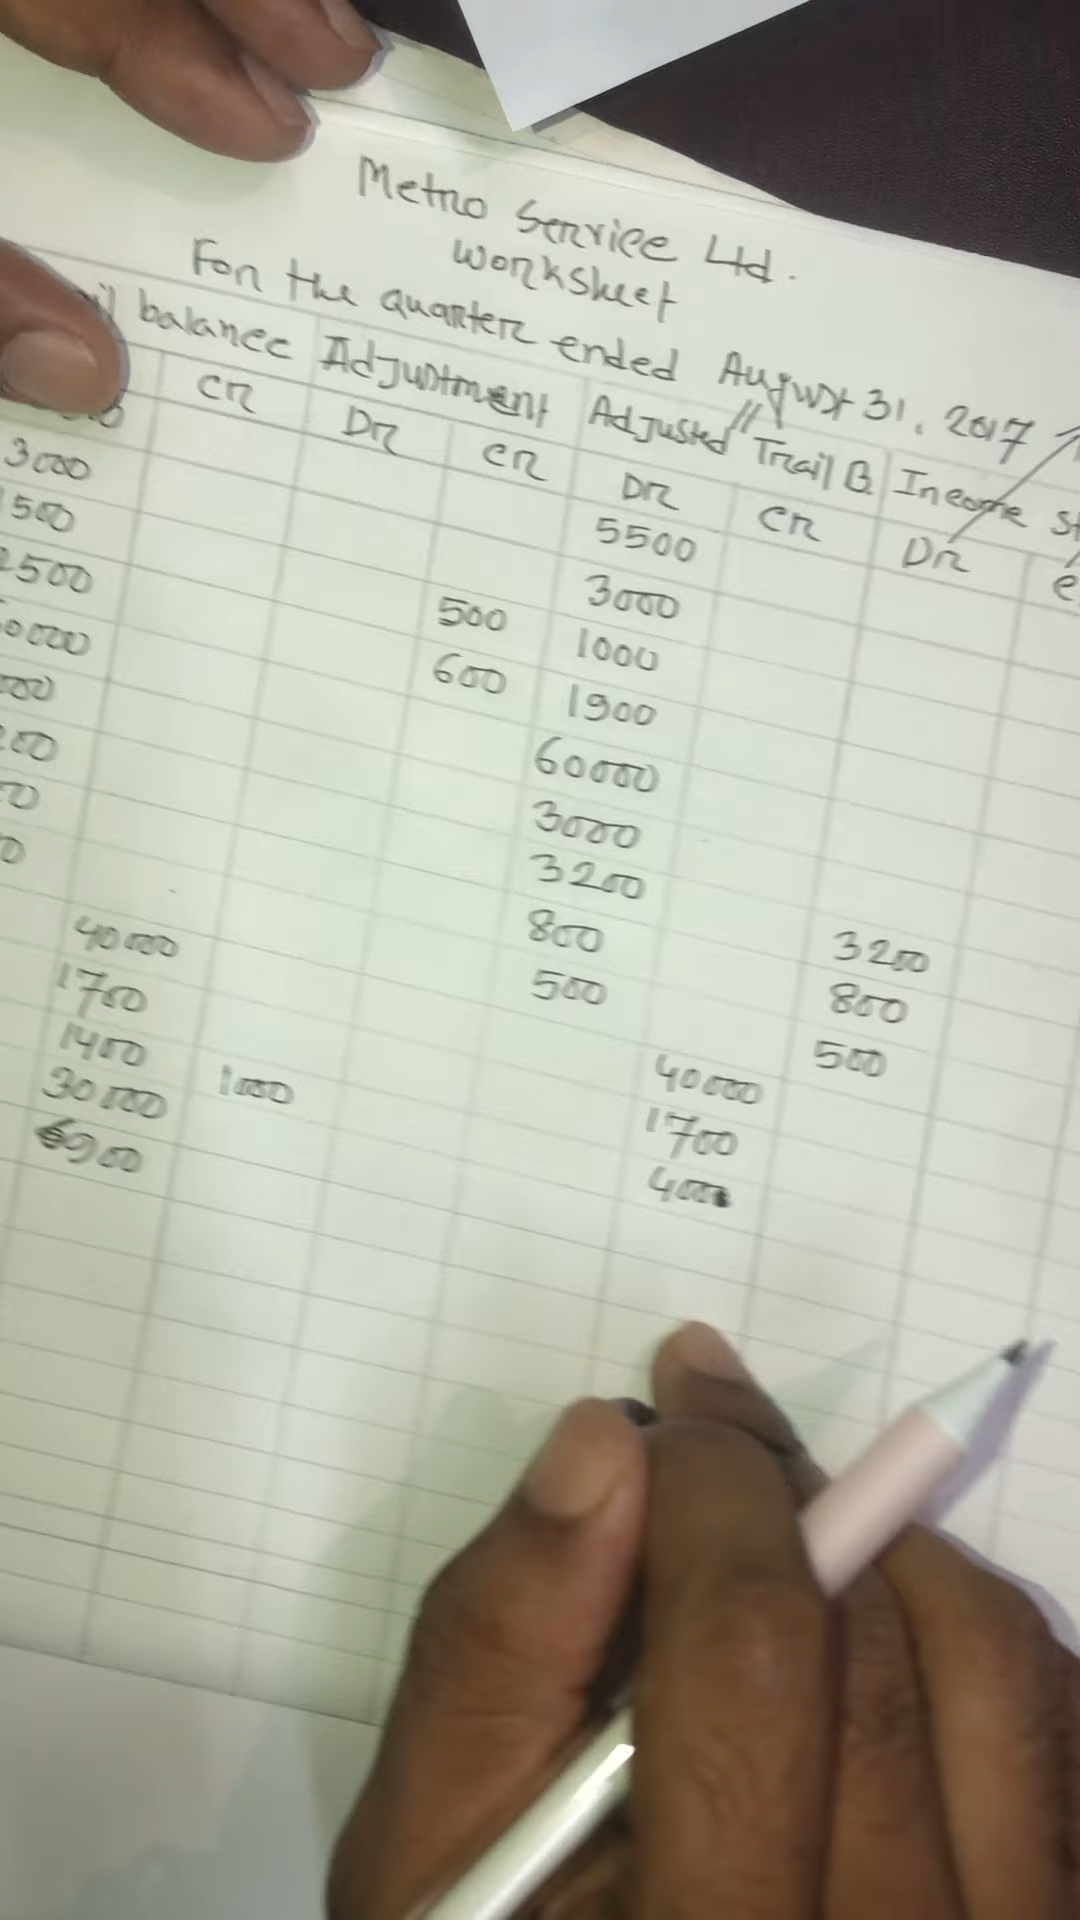 Metro Service Ltd.
Worksheet
For the quarter ended August 31, 2017
balance Adjustment Adjusted Trail B. Income
CR DR CR DR CR DR
5500
3000 3000
500 1000
2500 600 1900
60000
3000
3200 3200
800 800
500 500
40000 40000
1700 1700
1400 1000 400
30000
6900